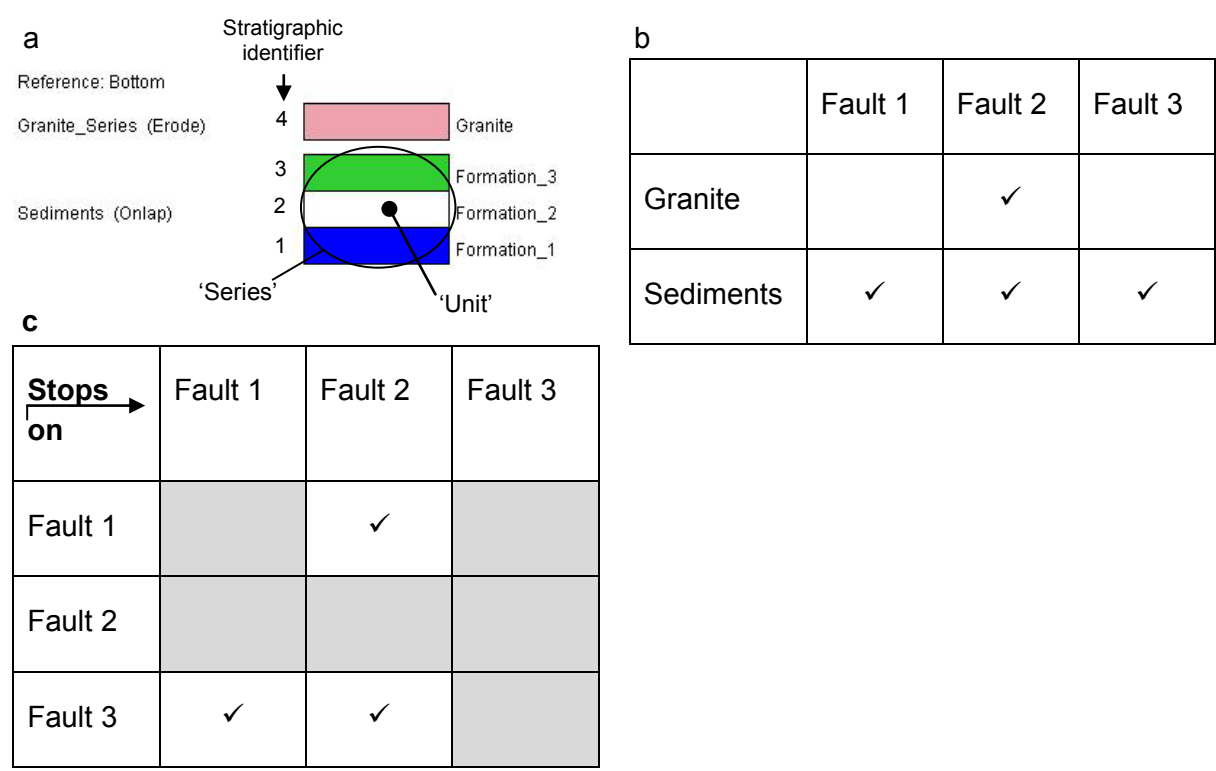 a
Stratigraphic
identifier
Reference: Bottom
Granite_Series (Erode)
4
Granite
3
Formation_3
Sediments (Onlap)
2
Formation_2
1
Formation_1
'Series'
'Unit'
b
Fault 1 Fault 2 Fault 3
Granite ✓
Sediments ✓ ✓ ✓
c
Stops
on
Fault 1 Fault 2 Fault 3
Fault 1 ✓
Fault 2
Fault 3 ✓ ✓